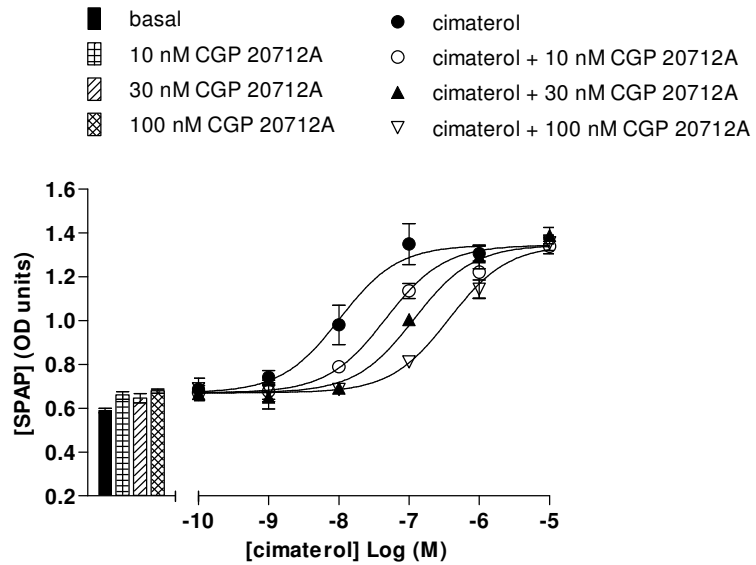 basal
10 nM CGP 20712A
30 nM CGP 20712A
100 nM CGP 20712A
cimaterol
cimaterol + 10 nM CGP 20712A
cimaterol + 30 nM CGP 20712A
cimaterol + 100 nM CGP 20712A
[SPAP] (OD units)
1.6
1.4
1.2
1.0
0.8
0.6
0.4
0.2
-10 -9 -8 -7 -6 -5
[cimaterol] Log (M)